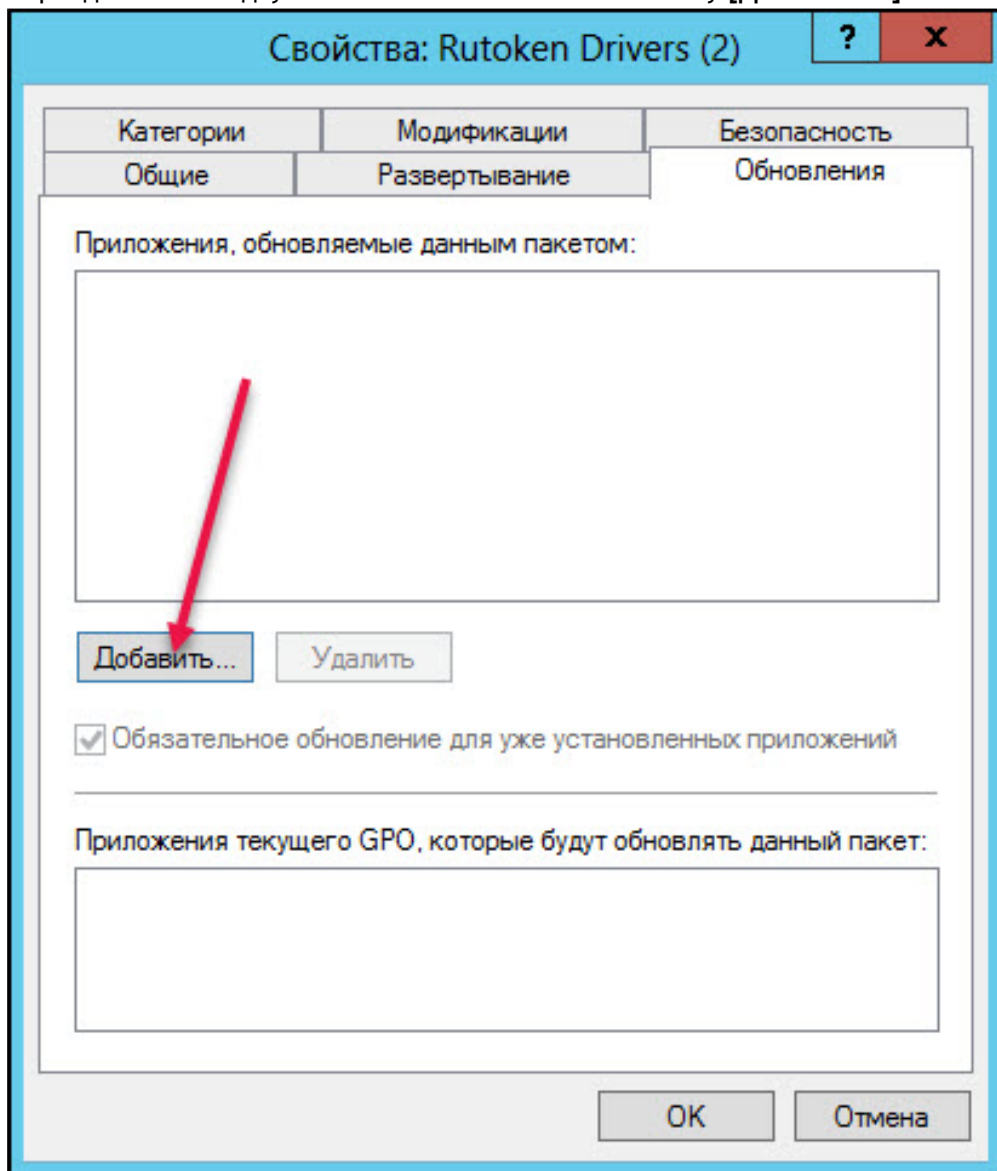 Свойства: Rutoken Drivers (2)
?
x
Категории
Модификации
Безопасность
Общие
Развертывание
Обновления
Приложения, обновляемые данным пакетом:
Добавить...
Удалить
Обязательное обновление для уже установленных приложений
Приложения текущего GPO, которые будут обновлять данный пакет:
OK
Отмена